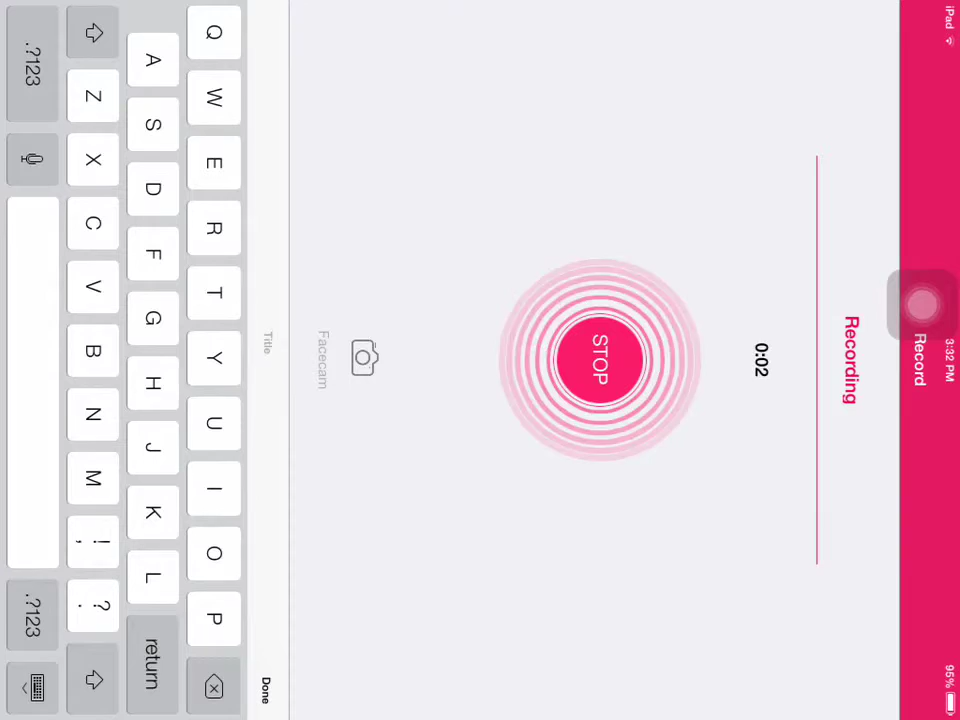 iPad 3:32 PM 95%
Record
Recording
0:02
STOP
Facecam
Title Done
Q W E R T Y U I O P
A S D F G H J K L return
Z X C V B N M ! , ? .
.?123 .?123